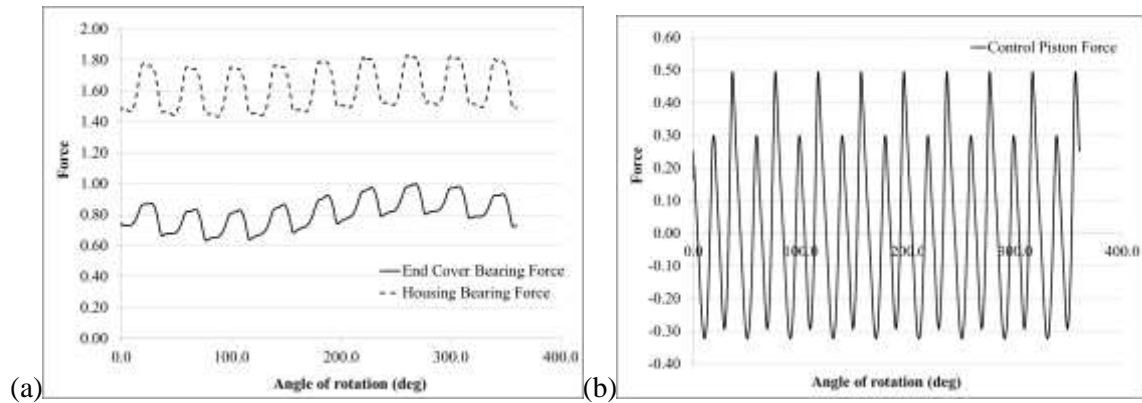 2.00
1.80
1.60
1.40
1.20
1.00
0.80
0.60
0.40
0.20
0.00
Force
End Cover Bearing Force
Housing Bearing Force
0.0 100.0 200.0 300.0 400.0
Angle of rotation (deg)
(a)
0.60
0.50
0.40
0.30
0.20
0.10
0.00
-0.10
-0.20
-0.30
-0.40
Force
Control Piston Force
0.0 100.0 200.0 300.0 400.0
Angle of rotation (deg)
(b)